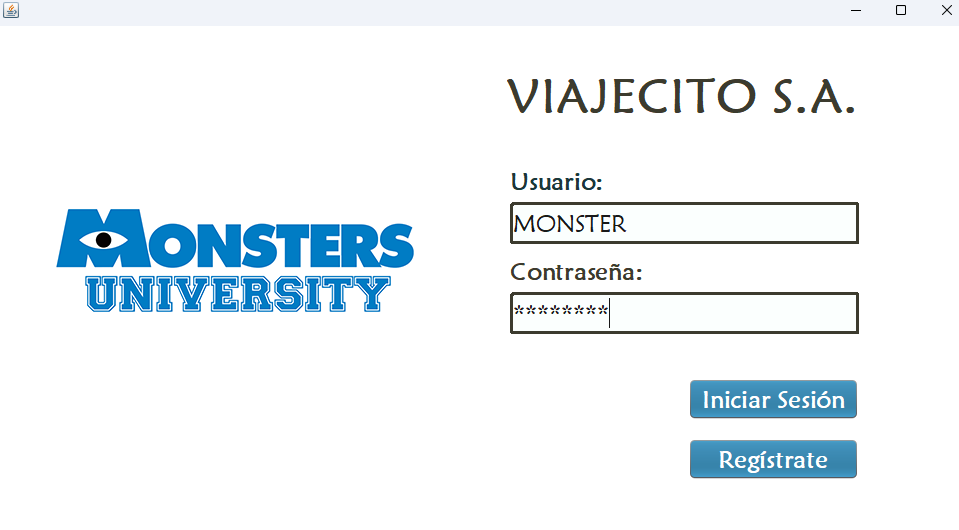 MONSTERS
UNIVERSITY
VIAJECITO S.A.
Usuario:
MONSTER
Contraseña:
********
Iniciar Sesión
Regístrate